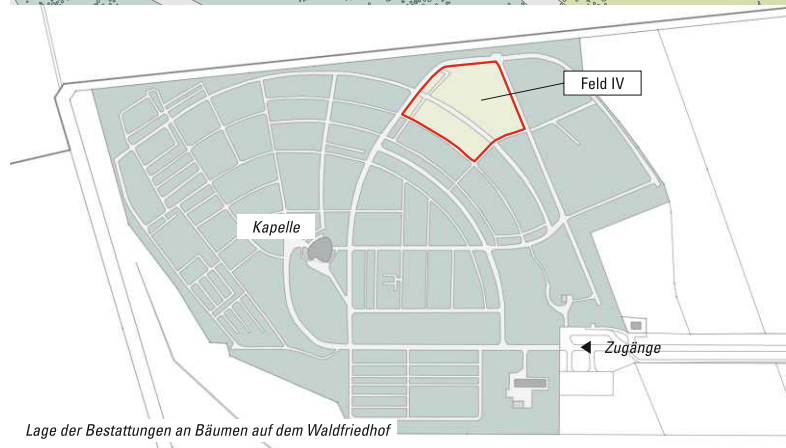 Feld IV
Kapelle
Zugänge
Lage der Bestattungen an Bäumen auf dem Waldfriedhof